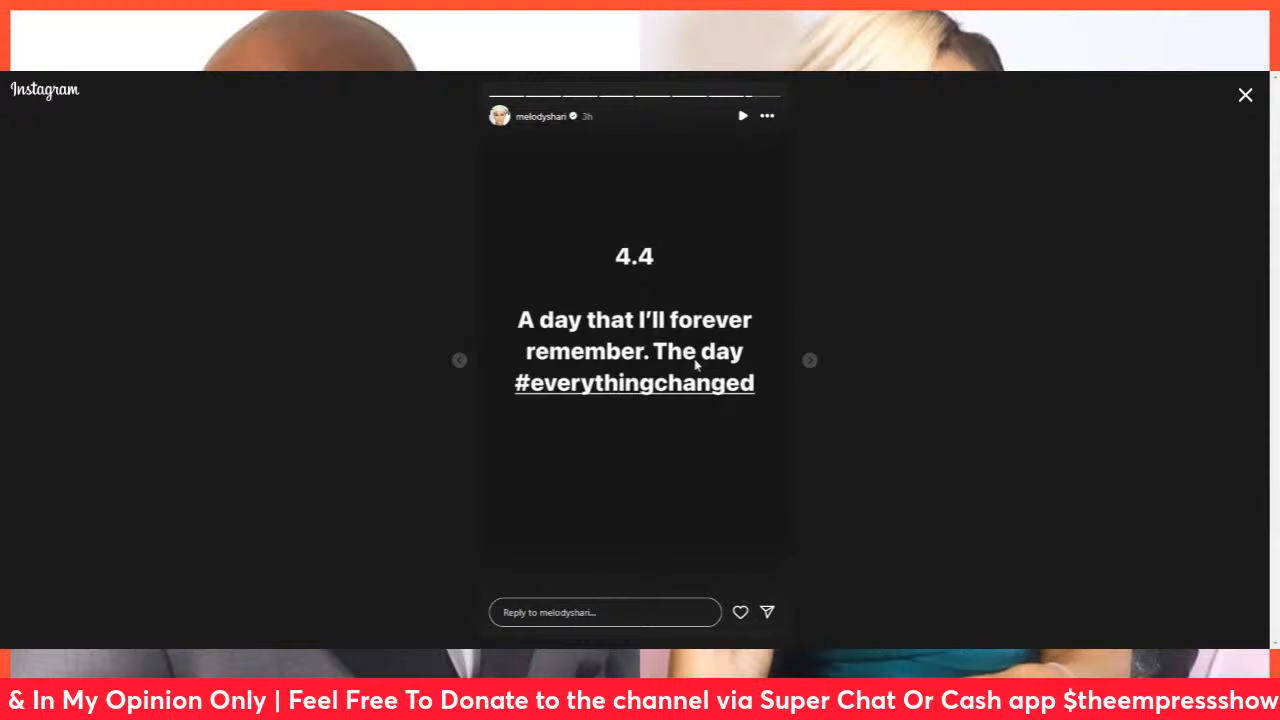 Instagram
melodyshari 3h
4.4
A day that I'll forever
remember. The day
#everythingchanged
Reply to melodyshari...
& In My Opinion Only | Feel Free To Donate to the channel via Super Chat Or Cash app $theempressshow